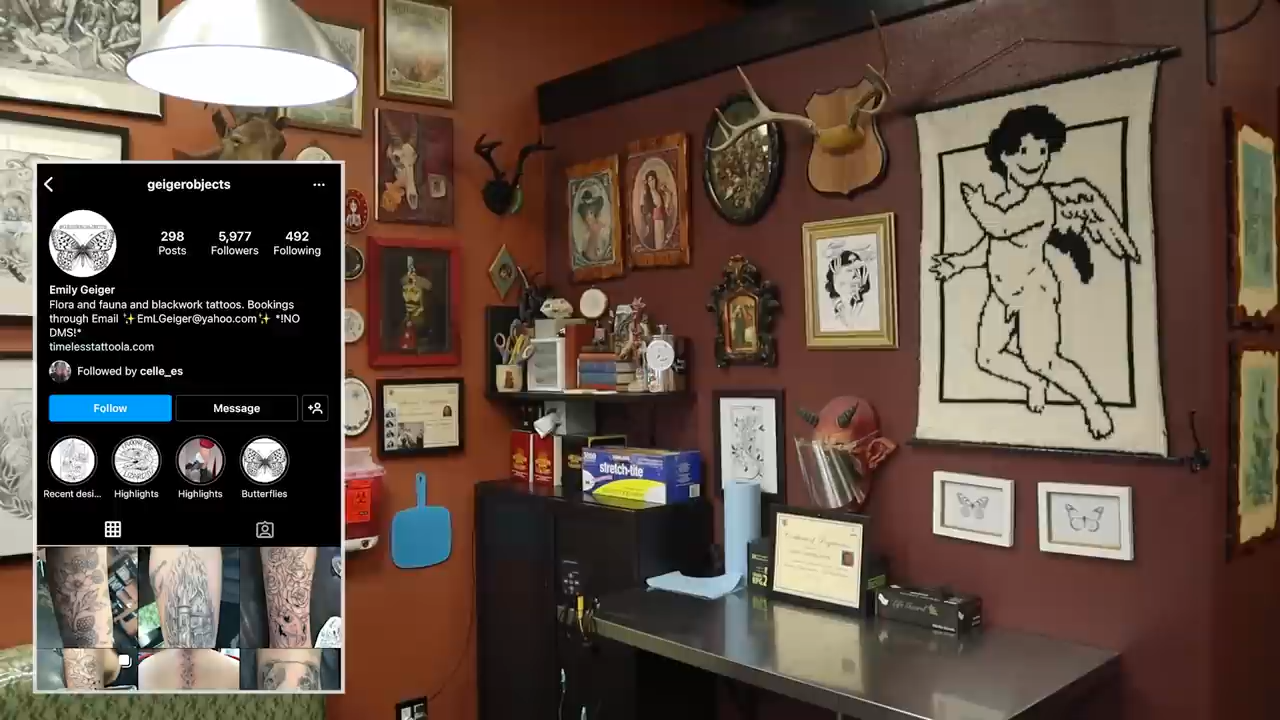 geigerobjects
298
5,977
492
Posts
Followers
Following
Emily Geiger
Flora and fauna and blackwork tattoos. Bookings
through Email ✨EmLGeiger@yahoo.com✨ *!NO
DMS!*
timelesstattoola.com
Followed by celle_es
Follow
Message
Recent desi...
Highlights
Highlights
Butterflies
stretch-tite